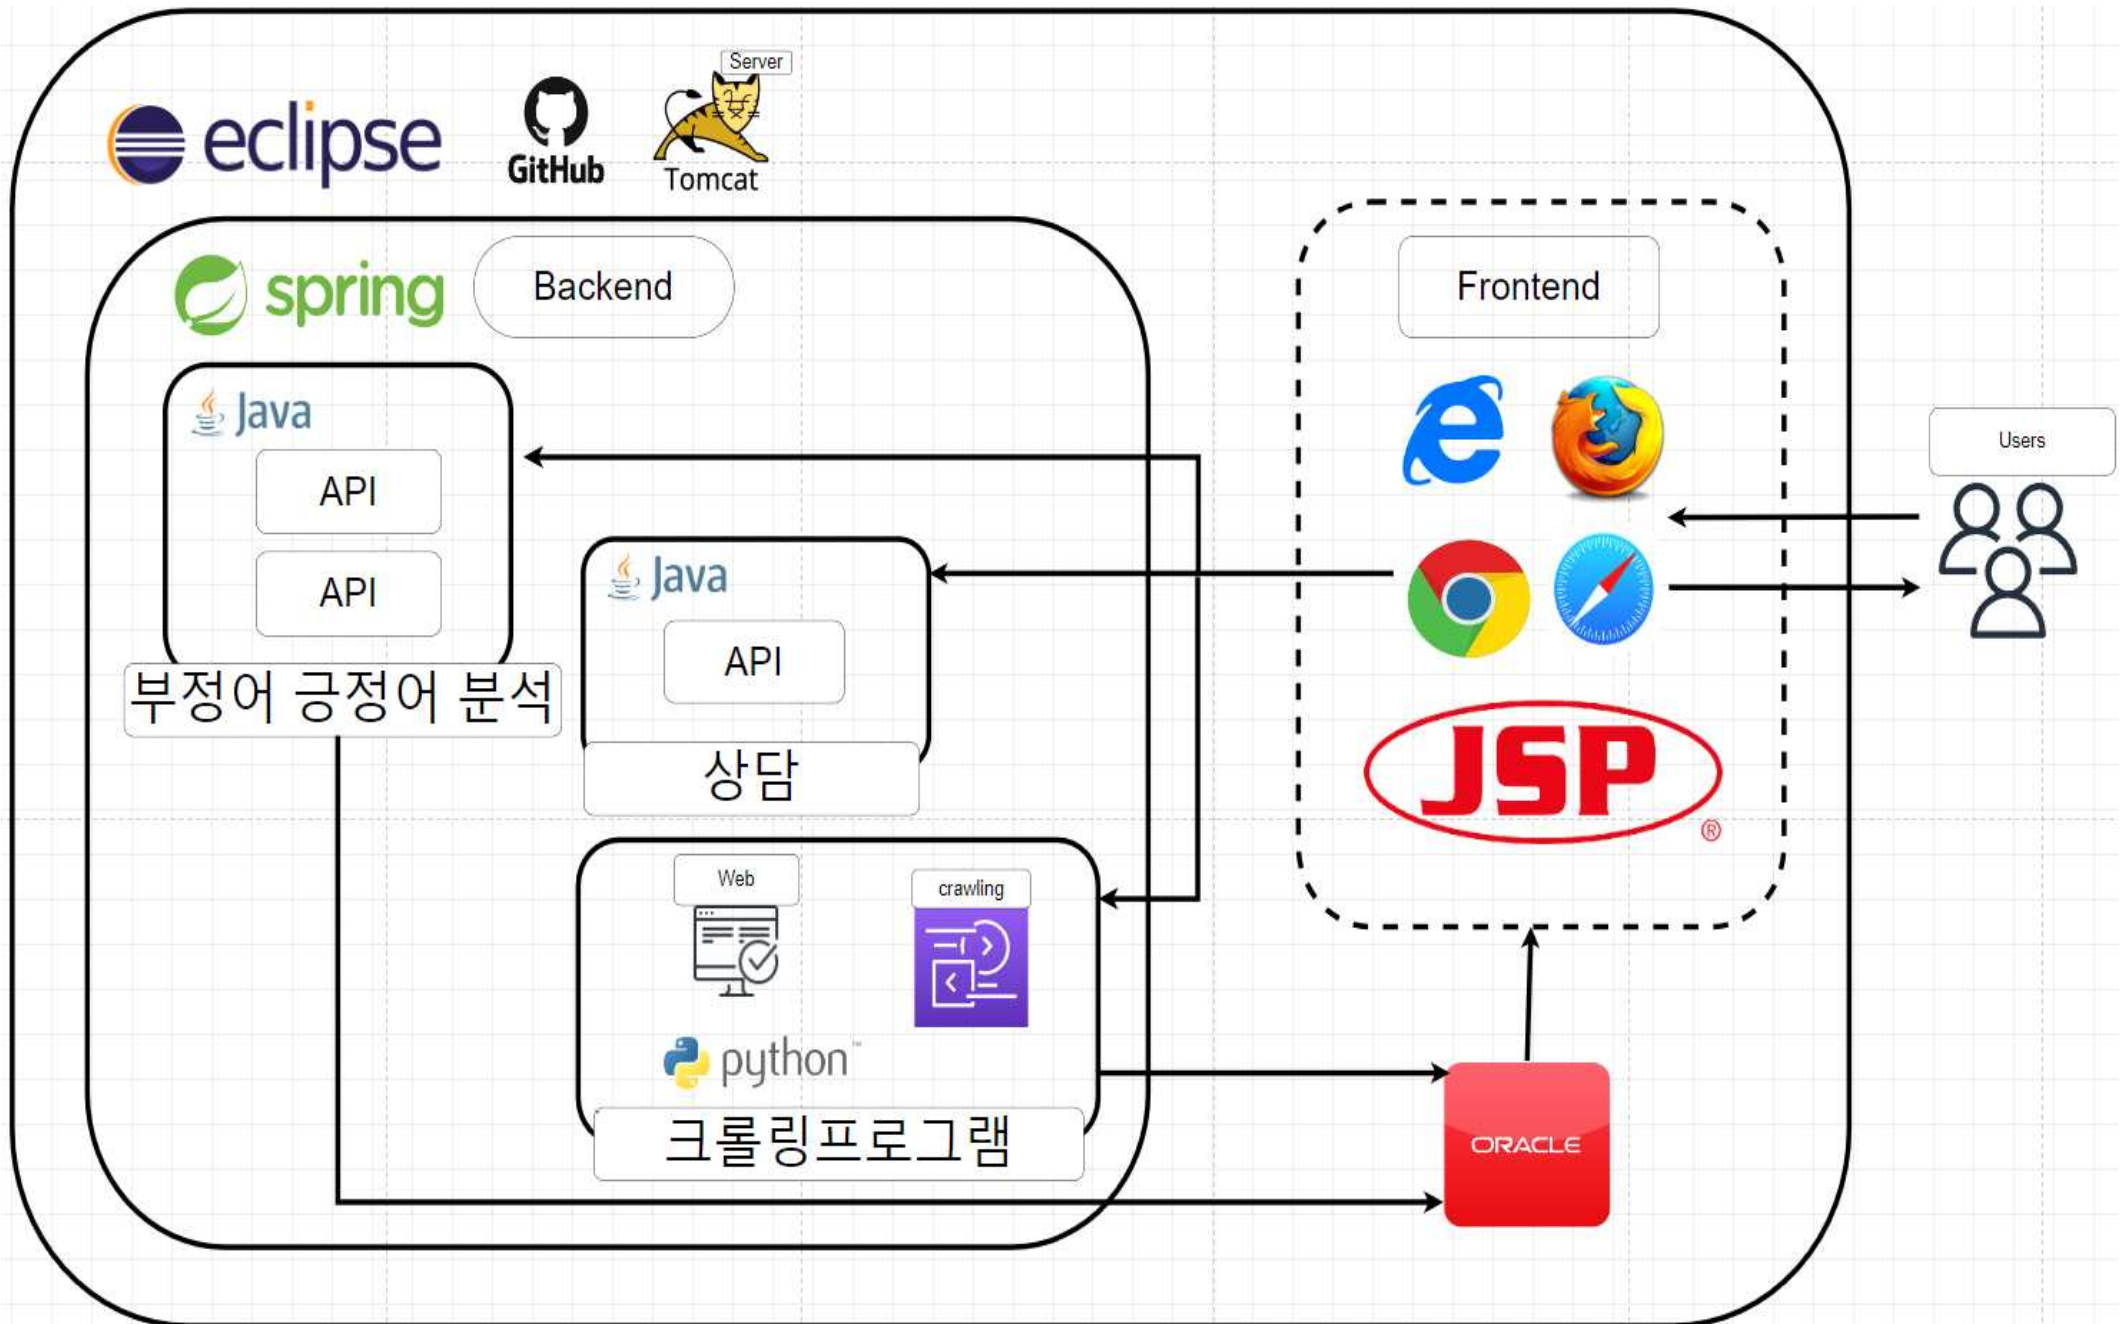 Server
eclipse
GitHub
Tomcat
spring
Backend
Frontend
Java
API
API
부정어 긍정어 분석
Java
API
상담
Web
crawling
python™
크롤링프로그램
JSP
®
ORACLE
Users